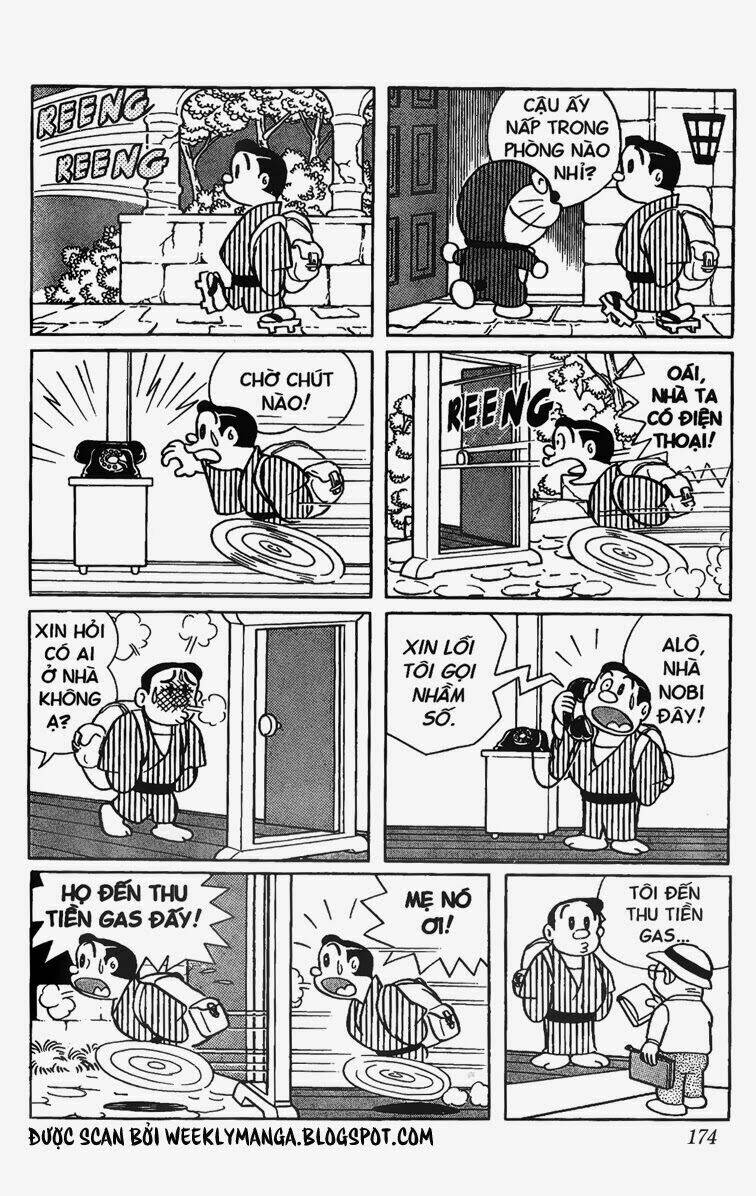 CẬU ẤY
NẤP TRONG
PHÒNG NÀO
NHỈ?
REENG
REENG
OÁI,
NHÀ TA
CÓ ĐIỆN
THOẠI!
REENG
CHỜ CHÚT
NÀO!
ALÔ,
NHÀ
NOBI
ĐÂY!
XIN LỖI
TÔI GỌI
NHẦM
SỐ.
XIN HỎI
CÓ AI
Ở NHÀ
KHÔNG
Ạ?
TÔI ĐẾN
THU TIỀN
GAS...
MẸ NÓ
ƠI!
HỌ ĐẾN THU
TIỀN GAS ĐẤY!
ĐƯỢC SCAN BỞI WEEKLYMANGA.BLOGSPOT.COM
174